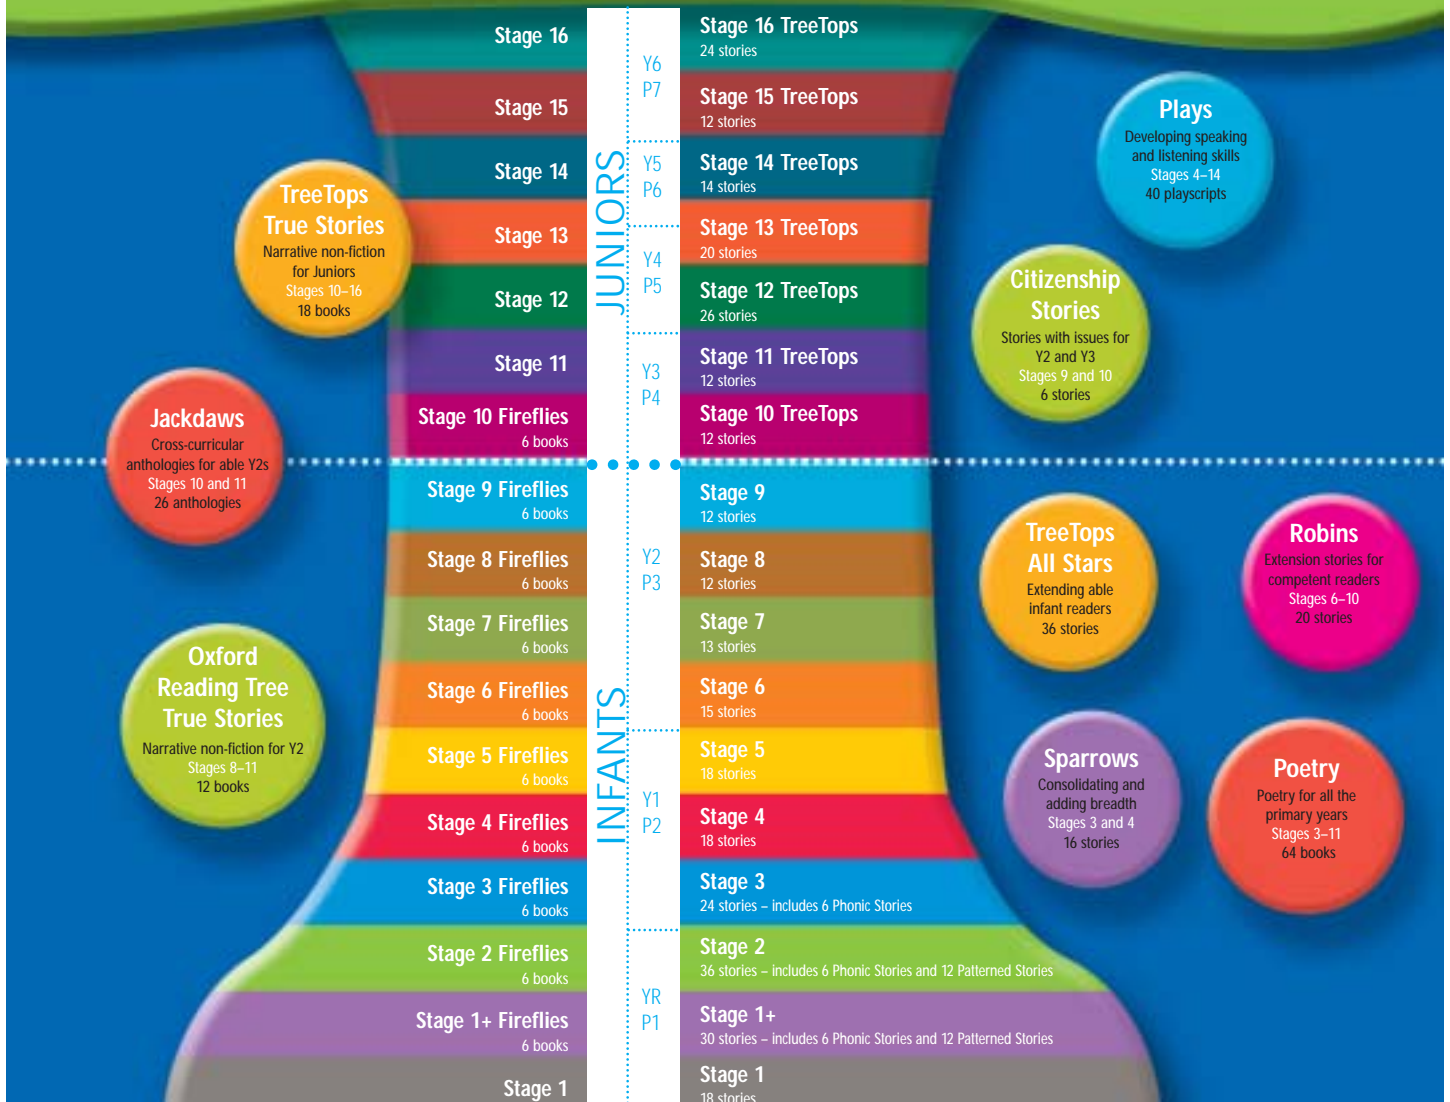 Stage 16
Stage 15
Stage 14
Stage 13
Stage 12
Stage 11
Stage 10 Fireflies
6 books
Stage 9 Fireflies
6 books
Stage 8 Fireflies
6 books
Stage 7 Fireflies
6 books
Stage 6 Fireflies
6 books
Stage 5 Fireflies
6 books
Stage 4 Fireflies
6 books
Stage 3 Fireflies
6 books
Stage 2 Fireflies
6 books
Stage 1+ Fireflies
6 books
Stage 1
JUNIORS
INFANTS
Y6
P7
Y5
P6
Y4
P5
Y3
P4
Y2
P3
Y1
P2
YR
P1
Stage 16 TreeTops
24 stories
Stage 15 TreeTops
12 stories
Stage 14 TreeTops
14 stories
Stage 13 TreeTops
20 stories
Stage 12 TreeTops
26 stories
Stage 11 TreeTops
12 stories
Stage 10 TreeTops
12 stories
Stage 9
12 stories
Stage 8
12 stories
Stage 7
13 stories
Stage 6
15 stories
Stage 5
18 stories
Stage 4
18 stories
Stage 3
24 stories – includes 6 Phonic Stories
Stage 2
36 stories – includes 6 Phonic Stories and 12 Patterned Stories
Stage 1+
30 stories – includes 6 Phonic Stories and 12 Patterned Stories
Stage 1
18 stories
TreeTops
True Stories
Narrative non-fiction
for Juniors
Stages 10–16
18 books
Jackdaws
Cross-curricular
anthologies for able Y2s
Stages 10 and 11
26 anthologies
Oxford
Reading Tree
True Stories
Narrative non-fiction for Y2
Stages 8–11
12 books
Plays
Developing speaking
and listening skills
Stages 4–14
40 playscripts
Citizenship
Stories
Stories with issues for
Y2 and Y3
Stages 9 and 10
6 stories
TreeTops
All Stars
Extending able
infant readers
36 stories
Robins
Extension stories for
competent readers
Stages 6–10
20 stories
Sparrows
Consolidating and
adding breadth
Stages 3 and 4
16 stories
Poetry
Poetry for all the
primary years
Stages 3–11
64 books